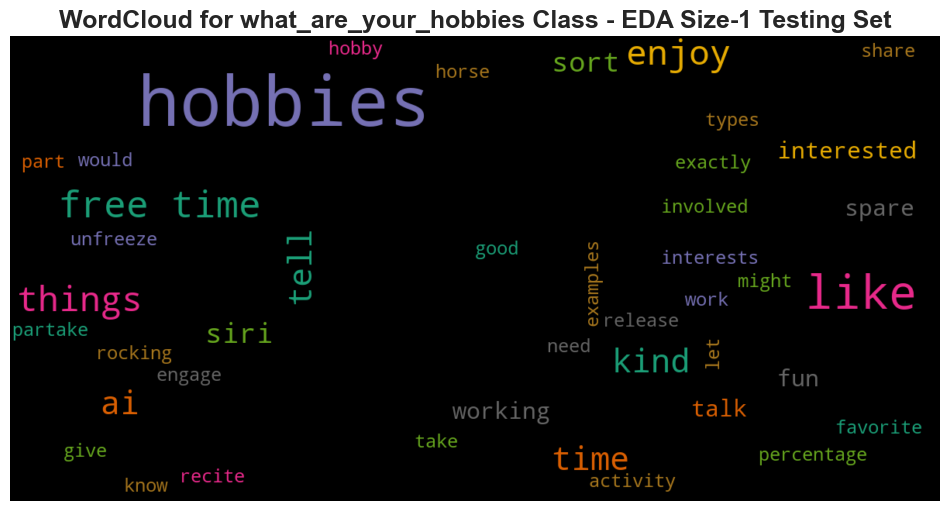 WordCloud for what_are_your_hobbies Class - EDA Size-1 Testing Set
hobby
enjoy
share
sort
horse
hobbies
types
interested
part
would
exactly
free time
involved
spare
unfreeze
tell
good
examples
interests
might
like
things
work
release
partake
siri
rocking
need
kind
let
engage
fun
ai
working
talk
favorite
take
give
time
percentage
recite
activity
know